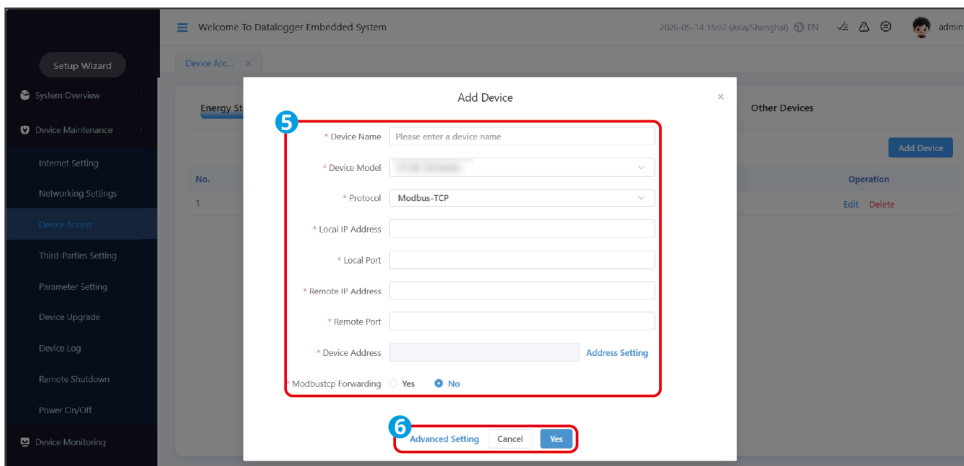 Welcome To Datalogger Embedded System
2026-05-14 15:02 (Asia/Shanghai) EN
admin
Setup Wizard
Device Acc... ×
System Overview
Device Maintenance
Internet Setting
Networking Settings
Device Access
Third-Parties Setting
Parameter Setting
Device Upgrade
Device Log
Remote Shutdown
Power On/Off
Device Monitoring
Energy St
Other Devices
Add Device
No.
Operation
1
Edit Delete
Add Device ×
5
* Device Name Please enter a device name
* Device Model
* Protocol Modbus-TCP
* Local IP Address
* Local Port
* Remote IP Address
* Remote Port
* Device Address Address Setting
* Modbustcp Forwarding Yes No
6
Advanced Setting Cancel Yes